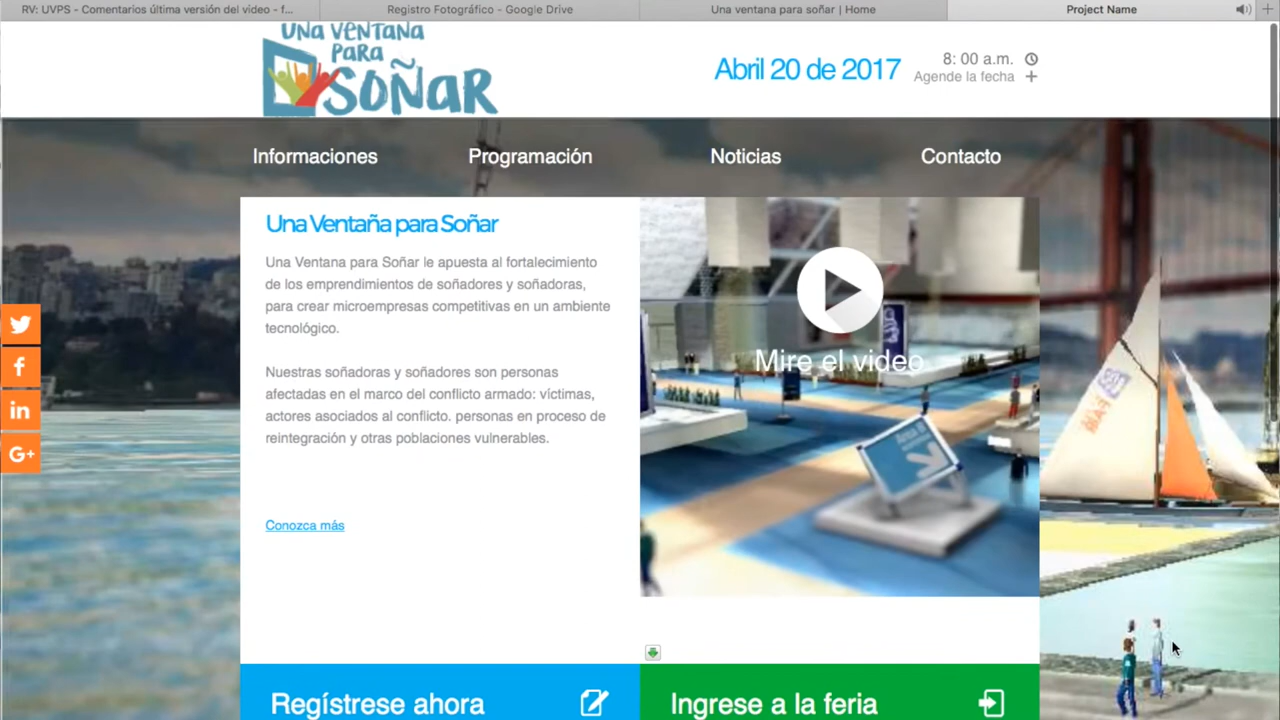 RV: UVPS - Comentarios última versión del video - f...
Registro Fotográfico - Google Drive
Una ventana para soñar | Home
Project Name
UNA VENTANA
PARA
SOÑAR
Abril 20 de 2017
8: 00 a.m.
Agende la fecha
Informaciones
Programación
Noticias
Contacto
Una Ventaña para Soñar
Una Ventana para Soñar le apuesta al fortalecimiento
de los emprendimientos de soñadores y soñadoras,
para crear microempresas competitivas en un ambiente
tecnológico.
Nuestras soñadoras y soñadores son personas
afectadas en el marco del conflicto armado: víctimas,
actores asociados al conflicto. personas en proceso de
reintegración y otras poblaciones vulnerables.
Conozca más
Mire el video
Regístrese ahora
Ingrese a la feria